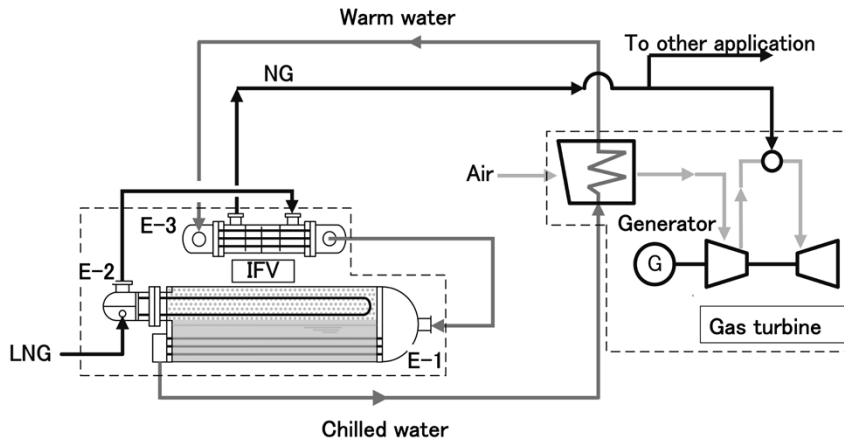 Warm water
To other application
NG
Air
E-3
Generator
E-2
IFV
G
Gas turbine
LNG
E-1
Chilled water